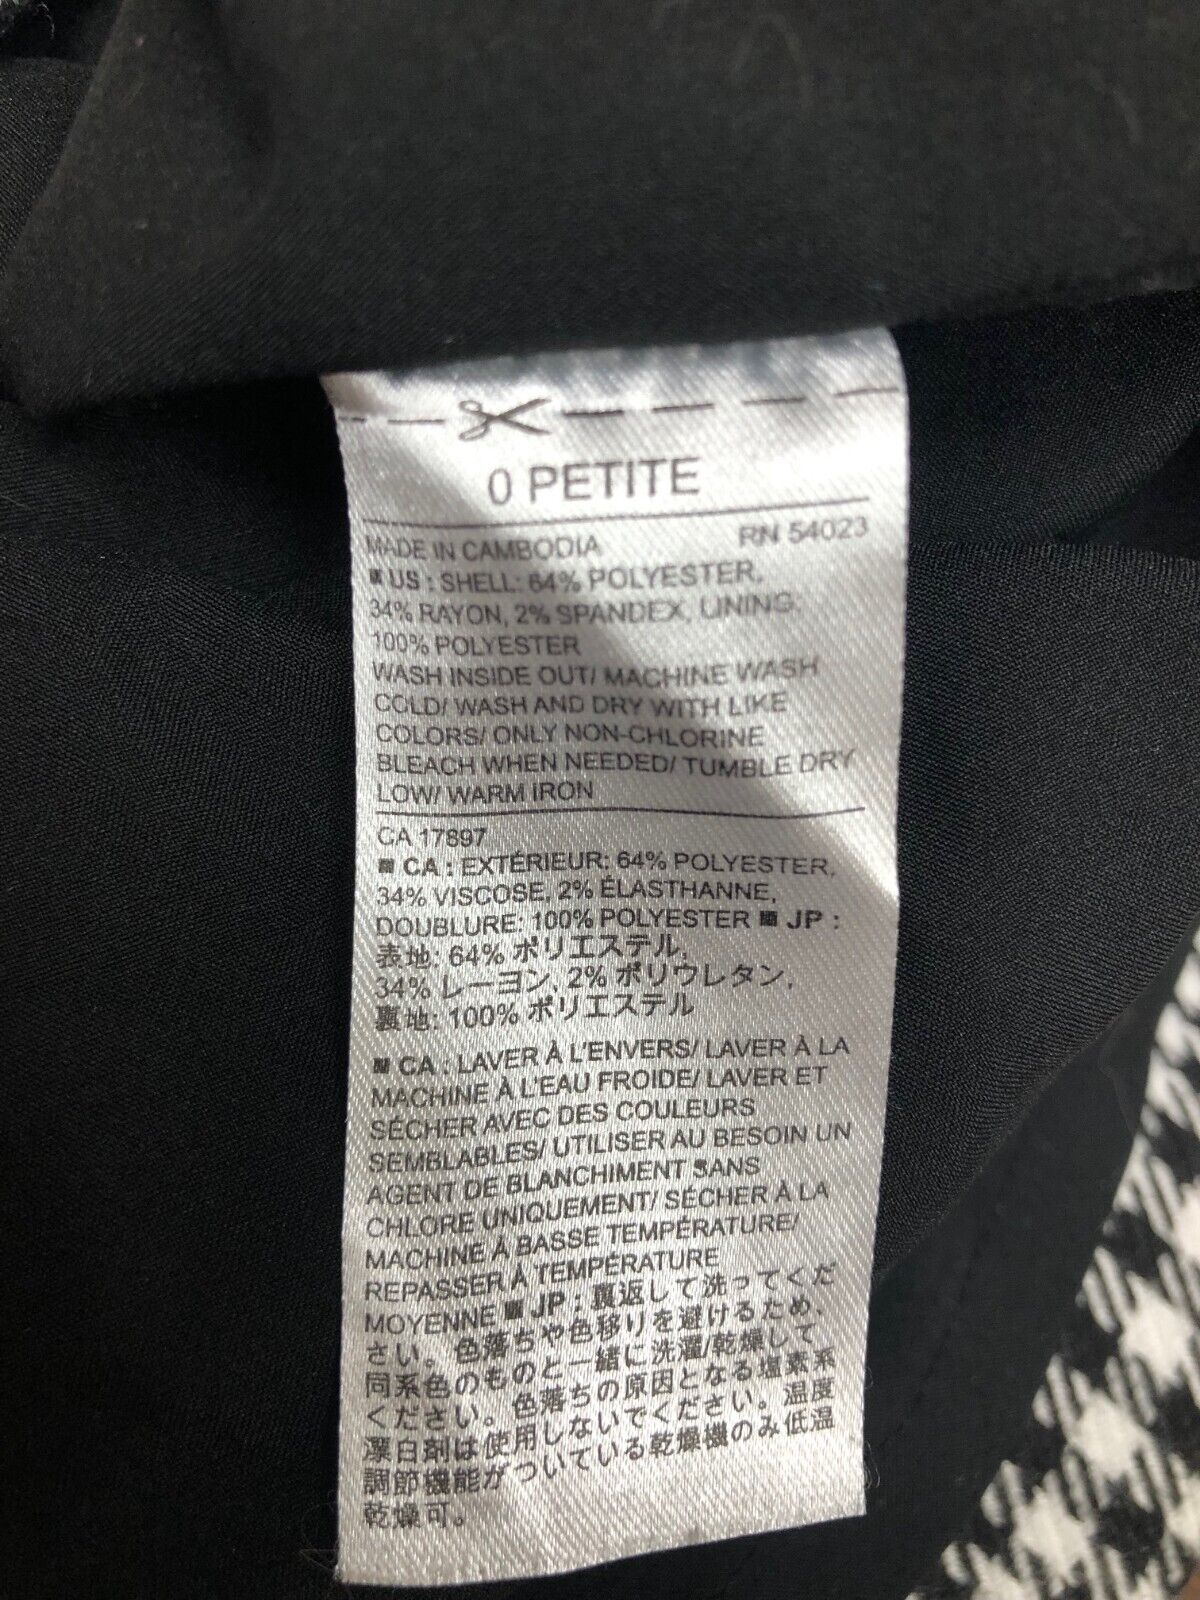 0 PETITE
MADE IN CAMBODIA RN 54023
US : SHELL: 64% POLYESTER,
34% RAYON, 2% SPANDEX, LINING:
100% POLYESTER
WASH INSIDE OUT/ MACHINE WASH
COLD/ WASH AND DRY WITH LIKE
COLORS/ ONLY NON-CHLORINE
BLEACH WHEN NEEDED/ TUMBLE DRY
LOW/ WARM IRON
CA 17897
CA : EXTÉRIEUR: 64% POLYESTER,
34% VISCOSE, 2% ÉLASTHANNE,
DOUBLURE: 100% POLYESTER JP :
表地: 64% ポリエステル,
34% レーヨン, 2% ポリウレタン,
裏地: 100% ポリエステル
CA : LAVER À L'ENVERS/ LAVER À LA
MACHINE À L'EAU FROIDE/ LAVER ET
SÉCHER AVEC DES COULEURS
SEMBLABLES/ UTILISER AU BESOIN UN
AGENT DE BLANCHIMENT SANS
CHLORE UNIQUEMENT/ SÉCHER À LA
MACHINE À BASSE TEMPÉRATURE/
REPASSER À TEMPÉRATURE
MOYENNE JP : 裏返して洗ってくだ
さい。色落ちや色移りを避けるため、
同系色のものと一緒に洗濯/乾燥して
ください。色落ちの原因となる塩素系
漂白剤は使用しないでください。温度
調節機能がついている乾燥機のみ低温
乾燥可。